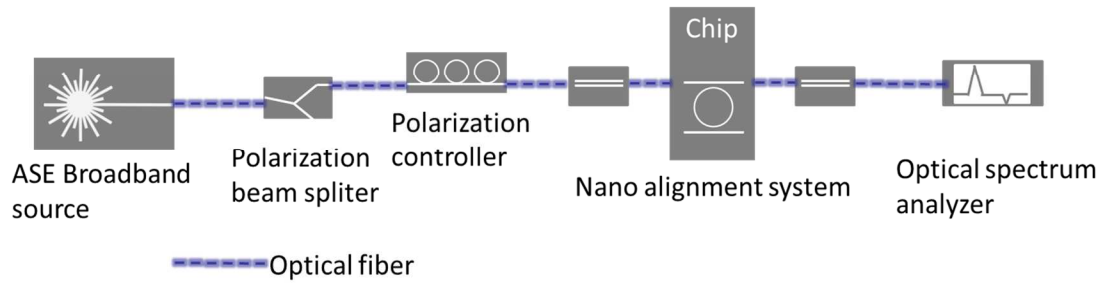 Chip
ASE Broadband
source
Polarization
beam spliter
Polarization
controller
Nano alignment system
Optical spectrum
analyzer
Optical fiber